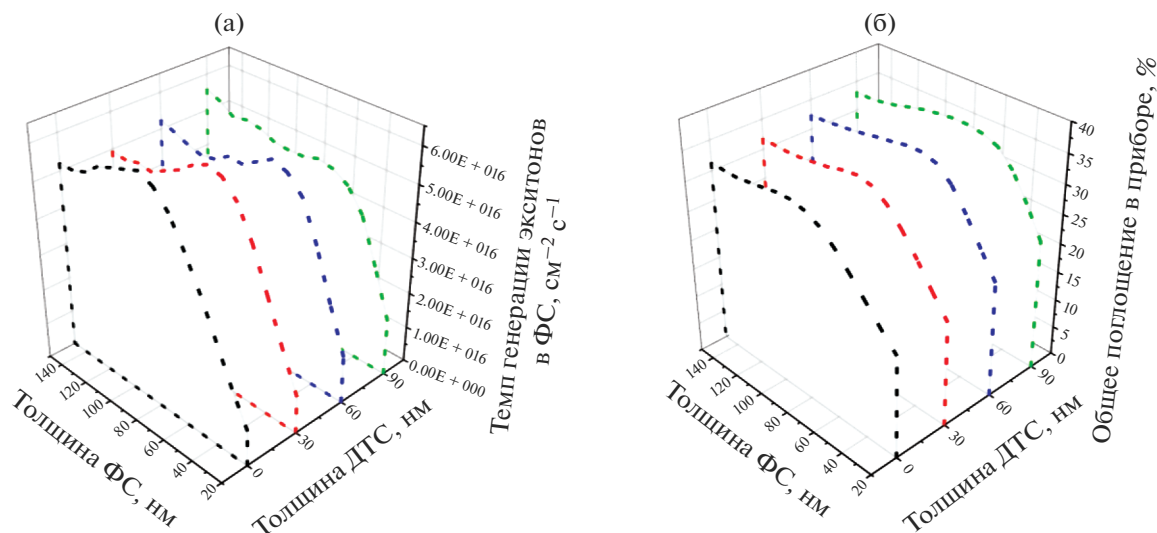 (а)
6.00E + 016
5.00E + 016
4.00E + 016
3.00E + 016
2.00E + 016
1.00E + 016
0.00E + 000
Темп генерации экситонов
в ФС, см⁻² с⁻¹
140
120
100
80
60
40
20
Толщина ФС, нм
0
30
60
90
Толщина ДТС, нм
(б)
40
35
30
25
20
15
10
5
0
Общее поглощение в приборе, %
140
120
100
80
60
40
20
Толщина ФС, нм
0
30
60
90
Толщина ДТС, нм